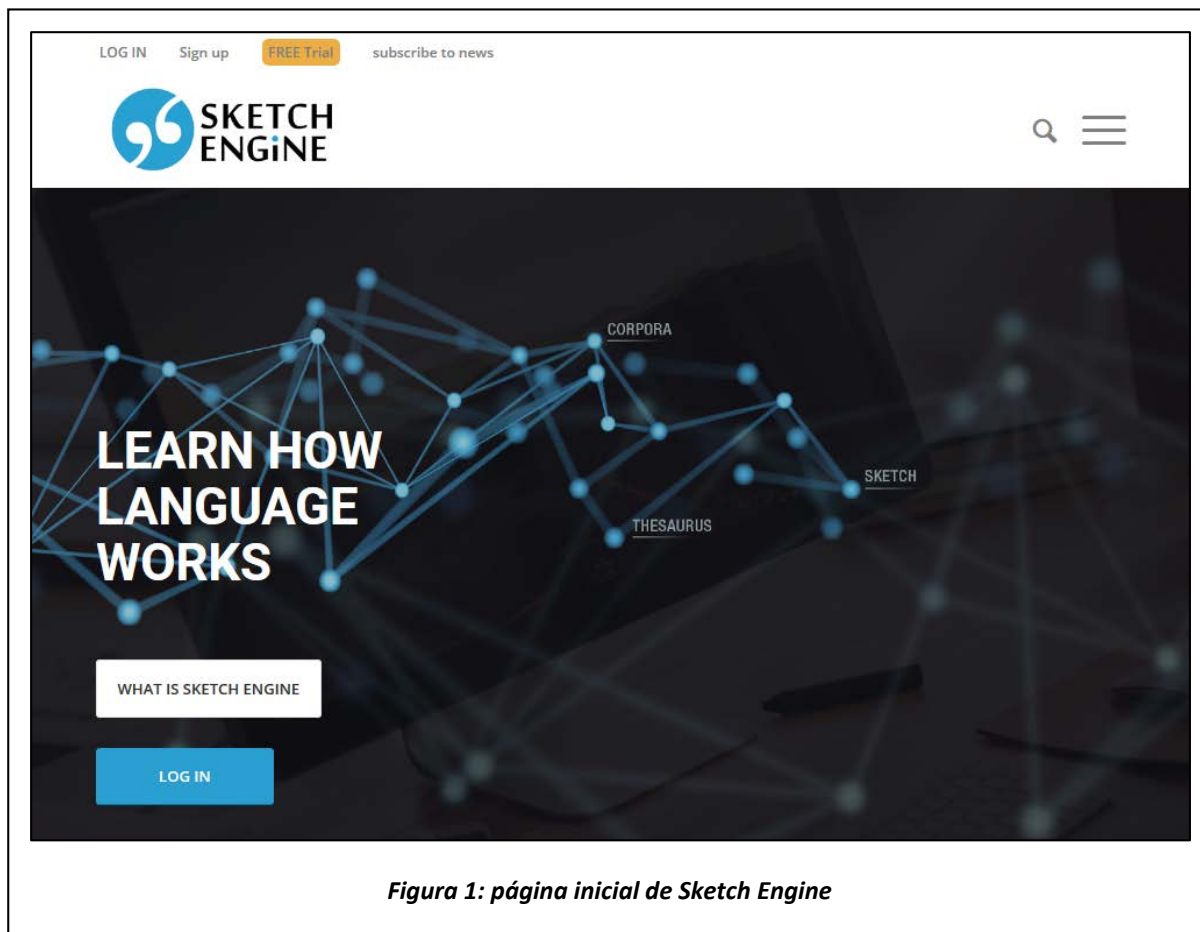 LOG IN Sign up FREE Trial subscribe to news
SKETCH
ENGiNE
CORPORA
SKETCH
THESAURUS
LEARN HOW
LANGUAGE
WORKS
WHAT IS SKETCH ENGINE
LOG IN
Figura 1: página inicial de Sketch Engine